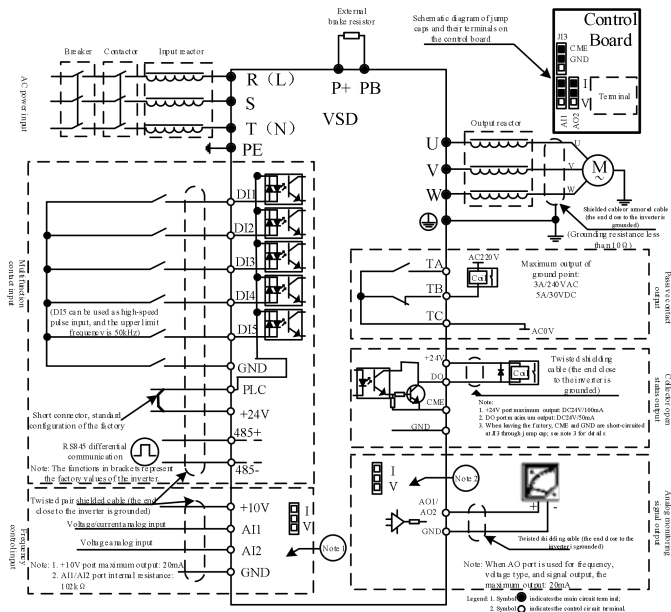 External
brake resistor
Schematic diagram of jump
caps and their terminals on
the control board
Control
Board
JJ3
CME
GND
I
V
Terminal
AI1
AO2
Breaker
Contactor
Input reactor
AC power input
R (L)
S
T (N)
PE
P+ PB
VSD
Output reactor
U
V
W
U
V
W
M
~
Shielded cable or armored cable
(the end close to the inverter is
grounded)
(Grounding resistance less
than 10Ω)
Multifunction
contact input
DI1
DI2
DI3
DI4
DI5
(DI5 can be used as high-speed
pulse input, and the upper limit
frequency is 50kHz)
GND
PLC
+24V
Short connector, standard
configuration of the factory
485+
RS845 differential
communication
485-
Note: The functions in brackets represent
the factory values of the inverter.
TA
TB
TC
AC220V
Coil
AC0V
Maximum output of
ground point:
3A/240VAC
5A/30VDC
Passive contact
output
+24V
DO
CME
GND
Coil
Twisted shielding
cable (the end close
to the inverter is
grounded)
Note:
1. +24V port maximum output: DC24V/100mA
2. DO port maximum output: DC24V/50mA
3. When leaving the factory, CME and GND are short-circuited
at JJ3 through jump cap; see note 3 for details
Collector open
status output
Twisted pair shielded cable (the end
close to the inverter is grounded)
+10V
Voltage/current analog input
AI1
Voltage analog input
AI2
GND
I
V
Note 1
Note: 1. +10V port maximum output: 20mA
2. AI1/AI2 port internal resistance:
102kΩ
Frequency
control input
I
V
Note 2
AO1/
AO2
GND
+
-
Twisted shielding cable (the end close to the
inverter is grounded)
Note: When AO port is used for frequency,
voltage type, and signal output, the
maximum output: 20mA
Analog monitoring
signal output
Legend: 1. Symbol indicates the main circuit terminal;
2. Symbol indicates the control circuit terminal.